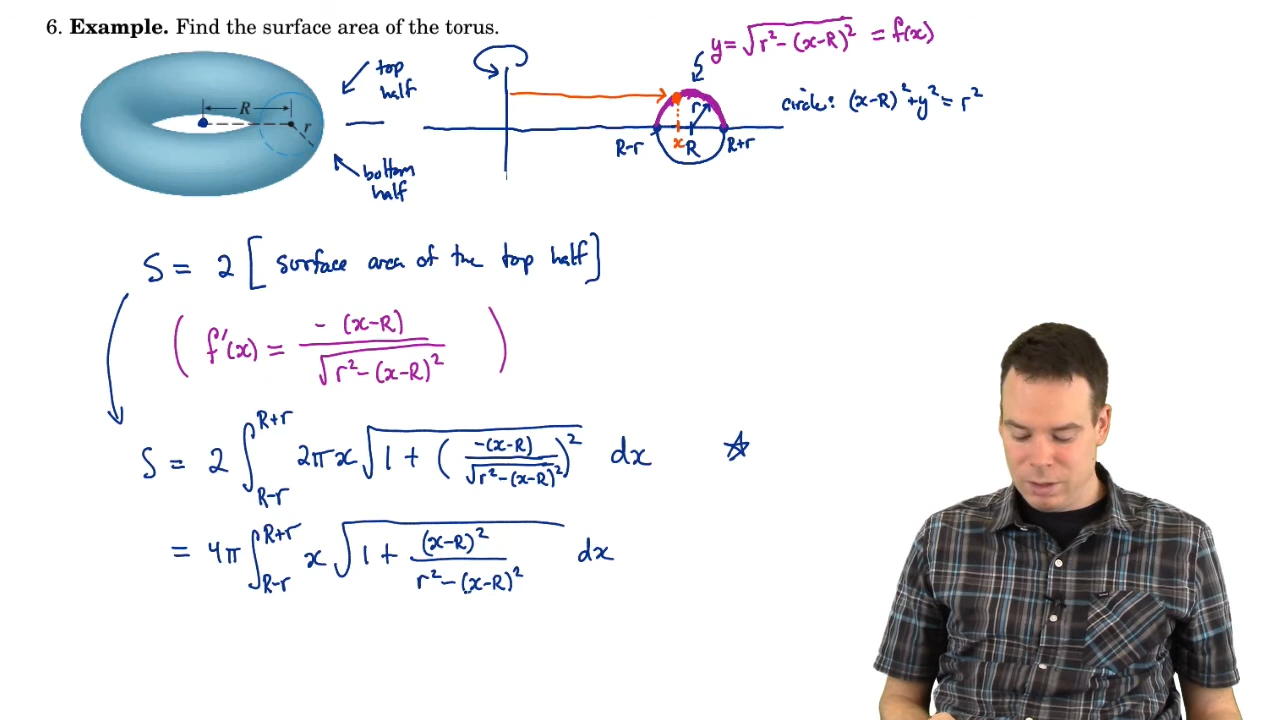 6. Example. Find the surface area of the torus.
y = √(r² − (x−R)²) = f(x)
top half
R
r
bottom half
r
R−r
x
R
R+r
circle: (x−R)² + y² = r²
S = 2 [ surface area of the top half ]
( f'(x) = −(x−R) / √(r² − (x−R)²) )
S = 2 ∫_{R−r}^{R+r} 2πx √(1 + ( −(x−R) / √(r² − (x−R)²) )²) dx ☆
= 4π ∫_{R−r}^{R+r} x √(1 + (x−R)² / (r² − (x−R)²)) dx